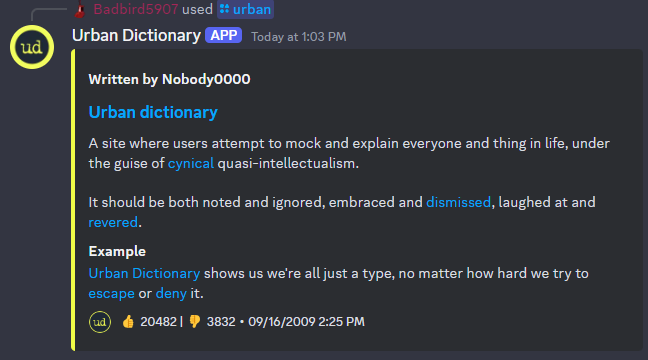 Badbird5907 used urban
ud
Urban Dictionary APP Today at 1:03 PM
Written by Nobody0000
Urban dictionary
A site where users attempt to mock and explain everyone and thing in life, under
the guise of cynical quasi-intellectualism.
It should be both noted and ignored, embraced and dismissed, laughed at and
revered.
Example
Urban Dictionary shows us we're all just a type, no matter how hard we try to
escape or deny it.
ud 👍 20482 | 👎 3832 • 09/16/2009 2:25 PM